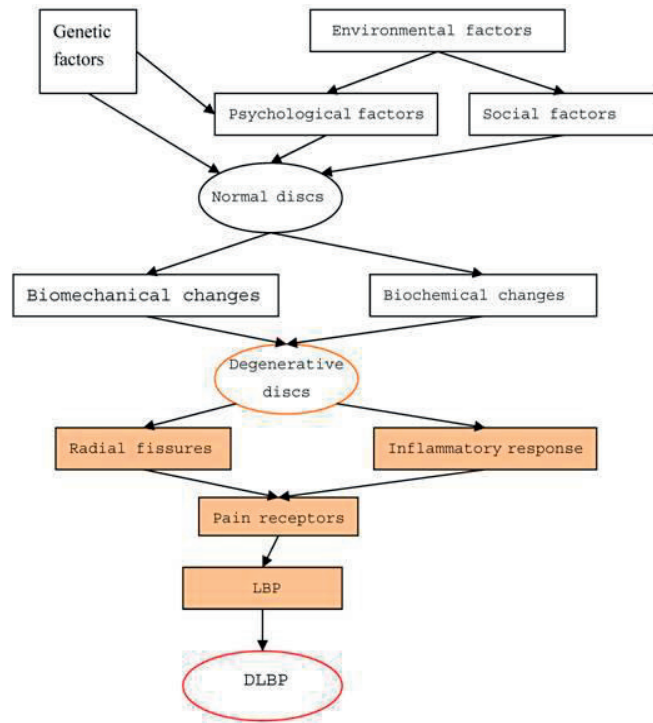 Genetic
factors
Environmental factors
Psychological factors
Social factors
Normal discs
Biomechanical changes
Biochemical changes
Degenerative
discs
Radial fissures
Inflammatory response
Pain receptors
LBP
DLBP